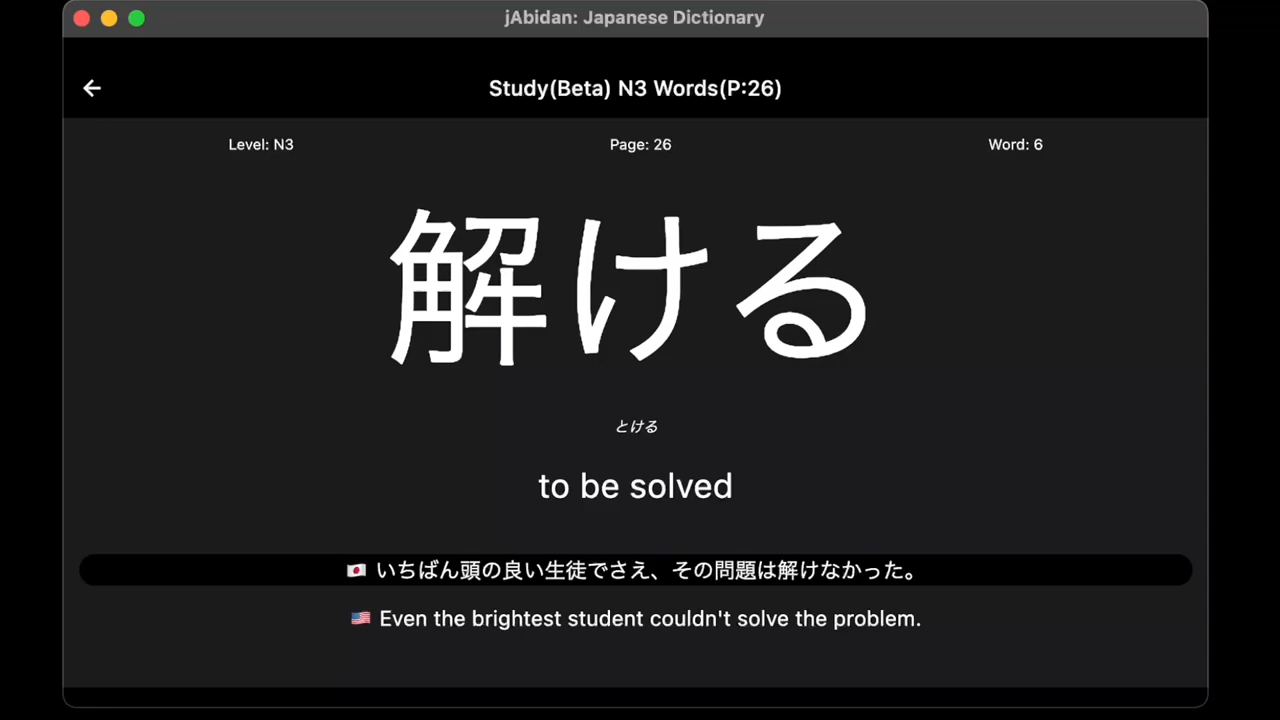 jAbidan: Japanese Dictionary
Study(Beta) N3 Words(P:26)
Level: N3 Page: 26 Word: 6
解ける
とける
to be solved
🇯🇵 いちばん頭の良い生徒でさえ、その問題は解けなかった。
🇺🇸 Even the brightest student couldn't solve the problem.